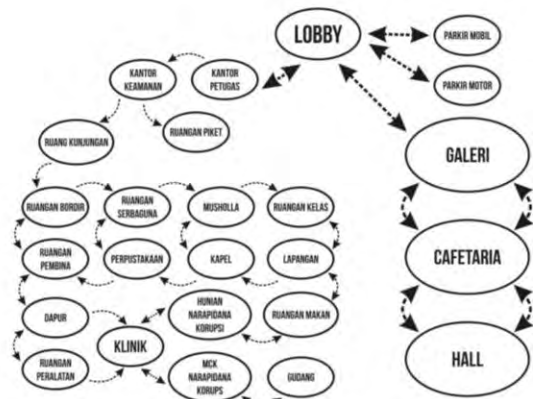 LOBBY
PARKIR MOBIL
PARKIR MOTOR
KANTOR
KEAMANAN
KANTOR
PETUGAS
RUANG KUNJUNGAN
RUANGAN PIKET
GALERI
RUANGAN BORDIR
RUANGAN
SERBAGUNA
MUSHOLLA
RUANGAN KELAS
RUANGAN
PEMBINA
PERPUSTAKAAN
KAPEL
LAPANGAN
CAFETARIA
DAPUR
HUNIAN
NARAPIDANA
KORUPSI
RUANGAN MAKAN
KLINIK
RUANGAN
PERALATAN
MCK
NARAPIDANA
KORUPS
GUDANG
HALL